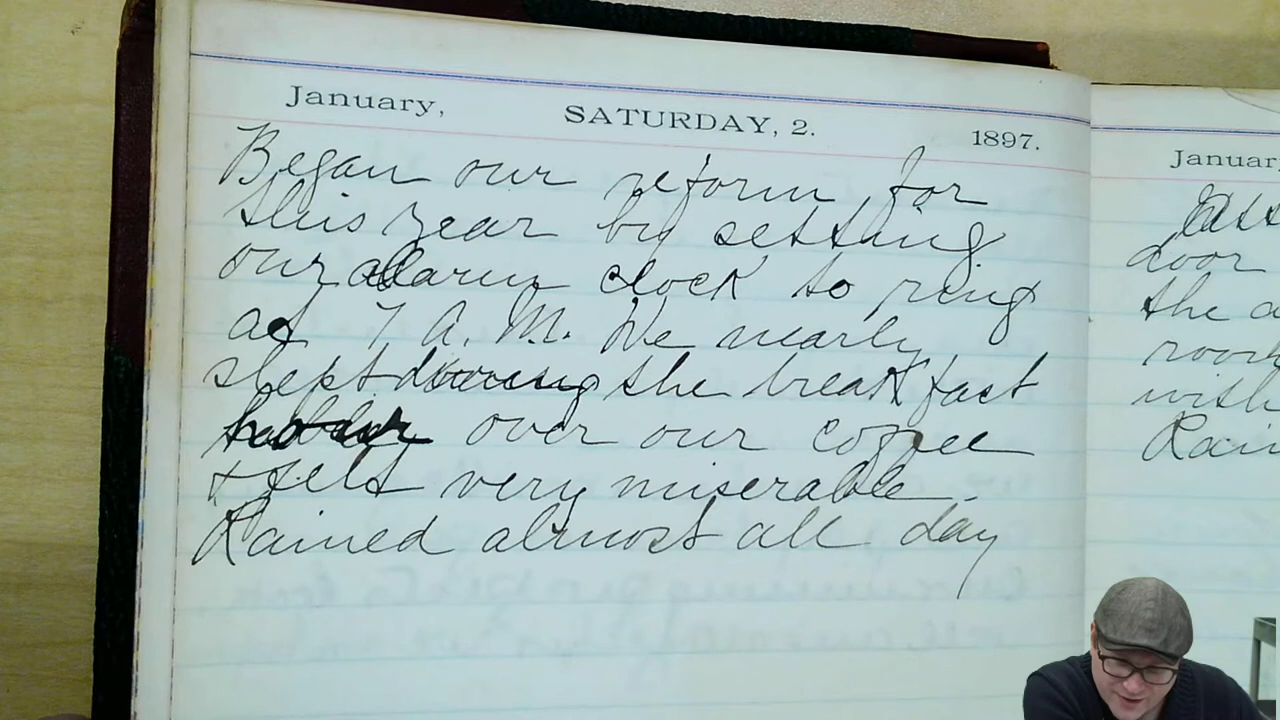 January, SATURDAY, 2. 1897.
Began our reform for
this year by setting
our alarm clock to ring
at 7 A. M. We nearly
slept during the breakfast
over our coffee
+ felt very miserable.
Rained almost all day
Januar
door
the a
room
with
Rain